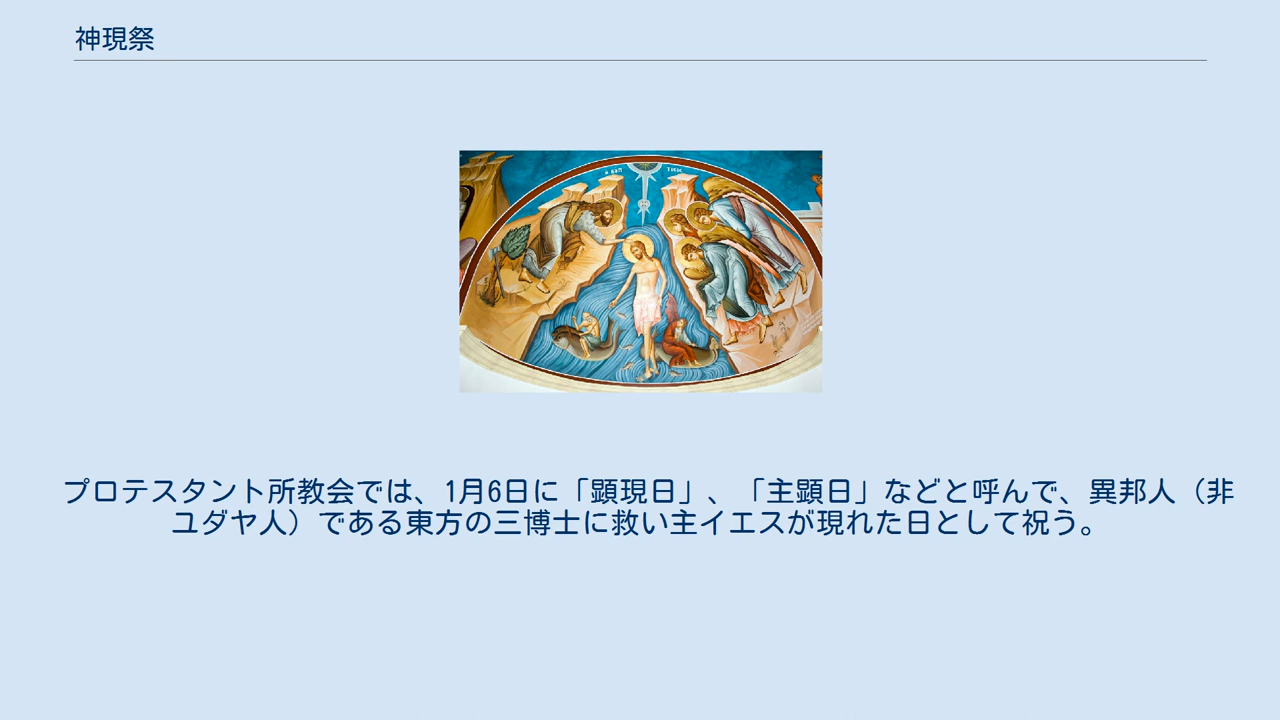 神現祭
プロテスタント所教会では、1月6日に「顕現日」、「主顕日」などと呼んで、異邦人（非
ユダヤ人）である東方の三博士に救い主イエスが現れた日として祝う。